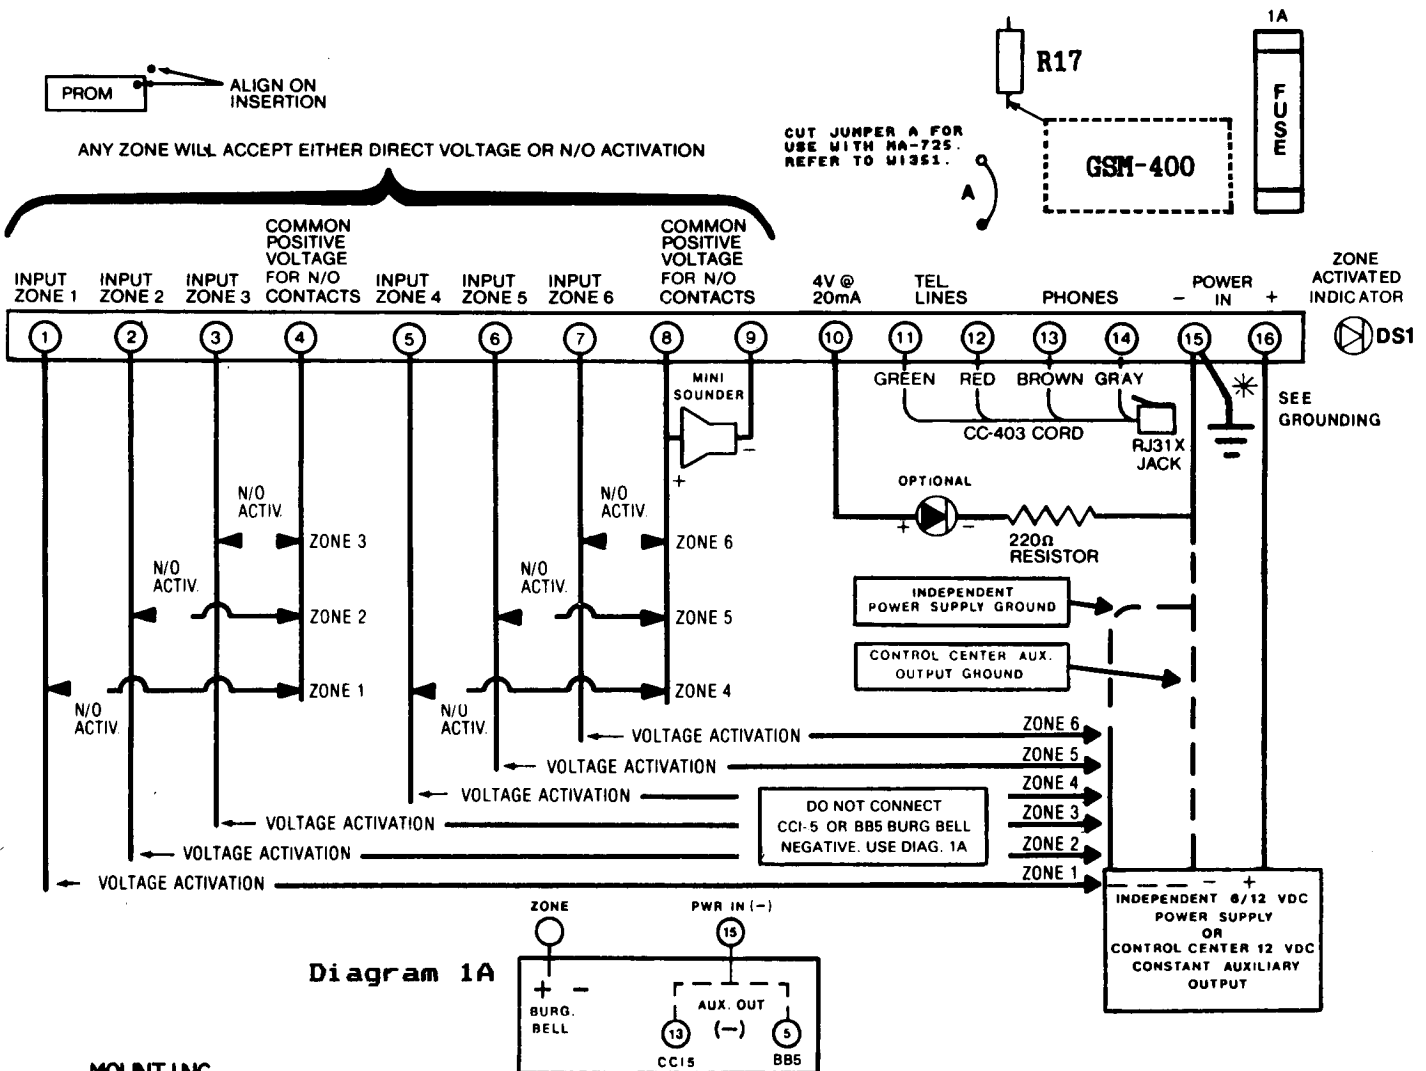 1A
R17
FUSE
PROM
ALIGN ON
INSERTION
CUT JUMPER A FOR
USE WITH MA-725.
REFER TO WI351.
A
GSM-400
ANY ZONE WILL ACCEPT EITHER DIRECT VOLTAGE OR N/O ACTIVATION
INPUT
ZONE 1
INPUT
ZONE 2
INPUT
ZONE 3
COMMON
POSITIVE
VOLTAGE
FOR N/O
CONTACTS
INPUT
ZONE 4
INPUT
ZONE 5
INPUT
ZONE 6
COMMON
POSITIVE
VOLTAGE
FOR N/O
CONTACTS
4V @
20mA
TEL
LINES
PHONES
- POWER
IN +
ZONE
ACTIVATED
INDICATOR
1 2 3 4 5 6 7 8 9 10 11 12 13 14 15 16
DS1
MINI
SOUNDER
+ -
GREEN RED BROWN GRAY
CC-403 CORD
RJ31X
JACK
SEE
GROUNDING
OPTIONAL
+ -
220Ω
RESISTOR
N/O
ACTIV.
ZONE 3
N/O
ACTIV.
ZONE 6
N/O
ACTIV.
ZONE 2
N/O
ACTIV.
ZONE 5
N/O
ACTIV.
ZONE 1
N/O
ACTIV.
ZONE 4
INDEPENDENT
POWER SUPPLY GROUND
CONTROL CENTER AUX.
OUTPUT GROUND
VOLTAGE ACTIVATION ZONE 6
VOLTAGE ACTIVATION ZONE 5
VOLTAGE ACTIVATION ZONE 4
VOLTAGE ACTIVATION ZONE 3
VOLTAGE ACTIVATION ZONE 2
VOLTAGE ACTIVATION ZONE 1
DO NOT CONNECT
CCI-5 OR BB5 BURG BELL
NEGATIVE. USE DIAG. 1A
- +
INDEPENDENT 6/12 VDC
POWER SUPPLY
OR
CONTROL CENTER 12 VDC
CONSTANT AUXILIARY
OUTPUT
Diagram 1A
ZONE
PWR IN (-)
15
+ -
BURG.
BELL
AUX. OUT
(-)
13
CCI5
5
BB5
MOUNTING